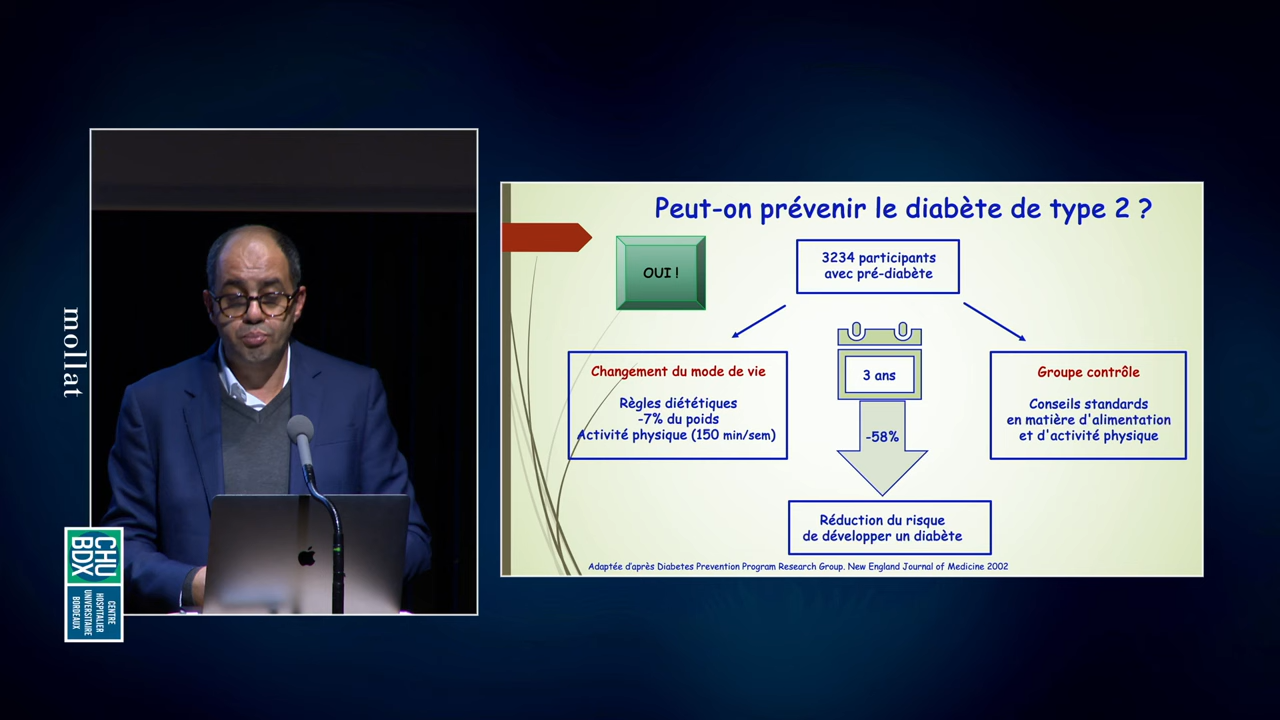 mollat
CHU
BDX
CENTRE
HOSPITALIER
UNIVERSITAIRE
BORDEAUX
Peut-on prévenir le diabète de type 2 ?
OUI !
3234 participants
avec pré-diabète
Changement du mode de vie
Règles diététiques
-7% du poids
Activité physique (150 min/sem)
3 ans
-58%
Groupe contrôle
Conseils standards
en matière d'alimentation
et d'activité physique
Réduction du risque
de développer un diabète
Adaptée d'après Diabetes Prevention Program Research Group. New England Journal of Medicine 2002